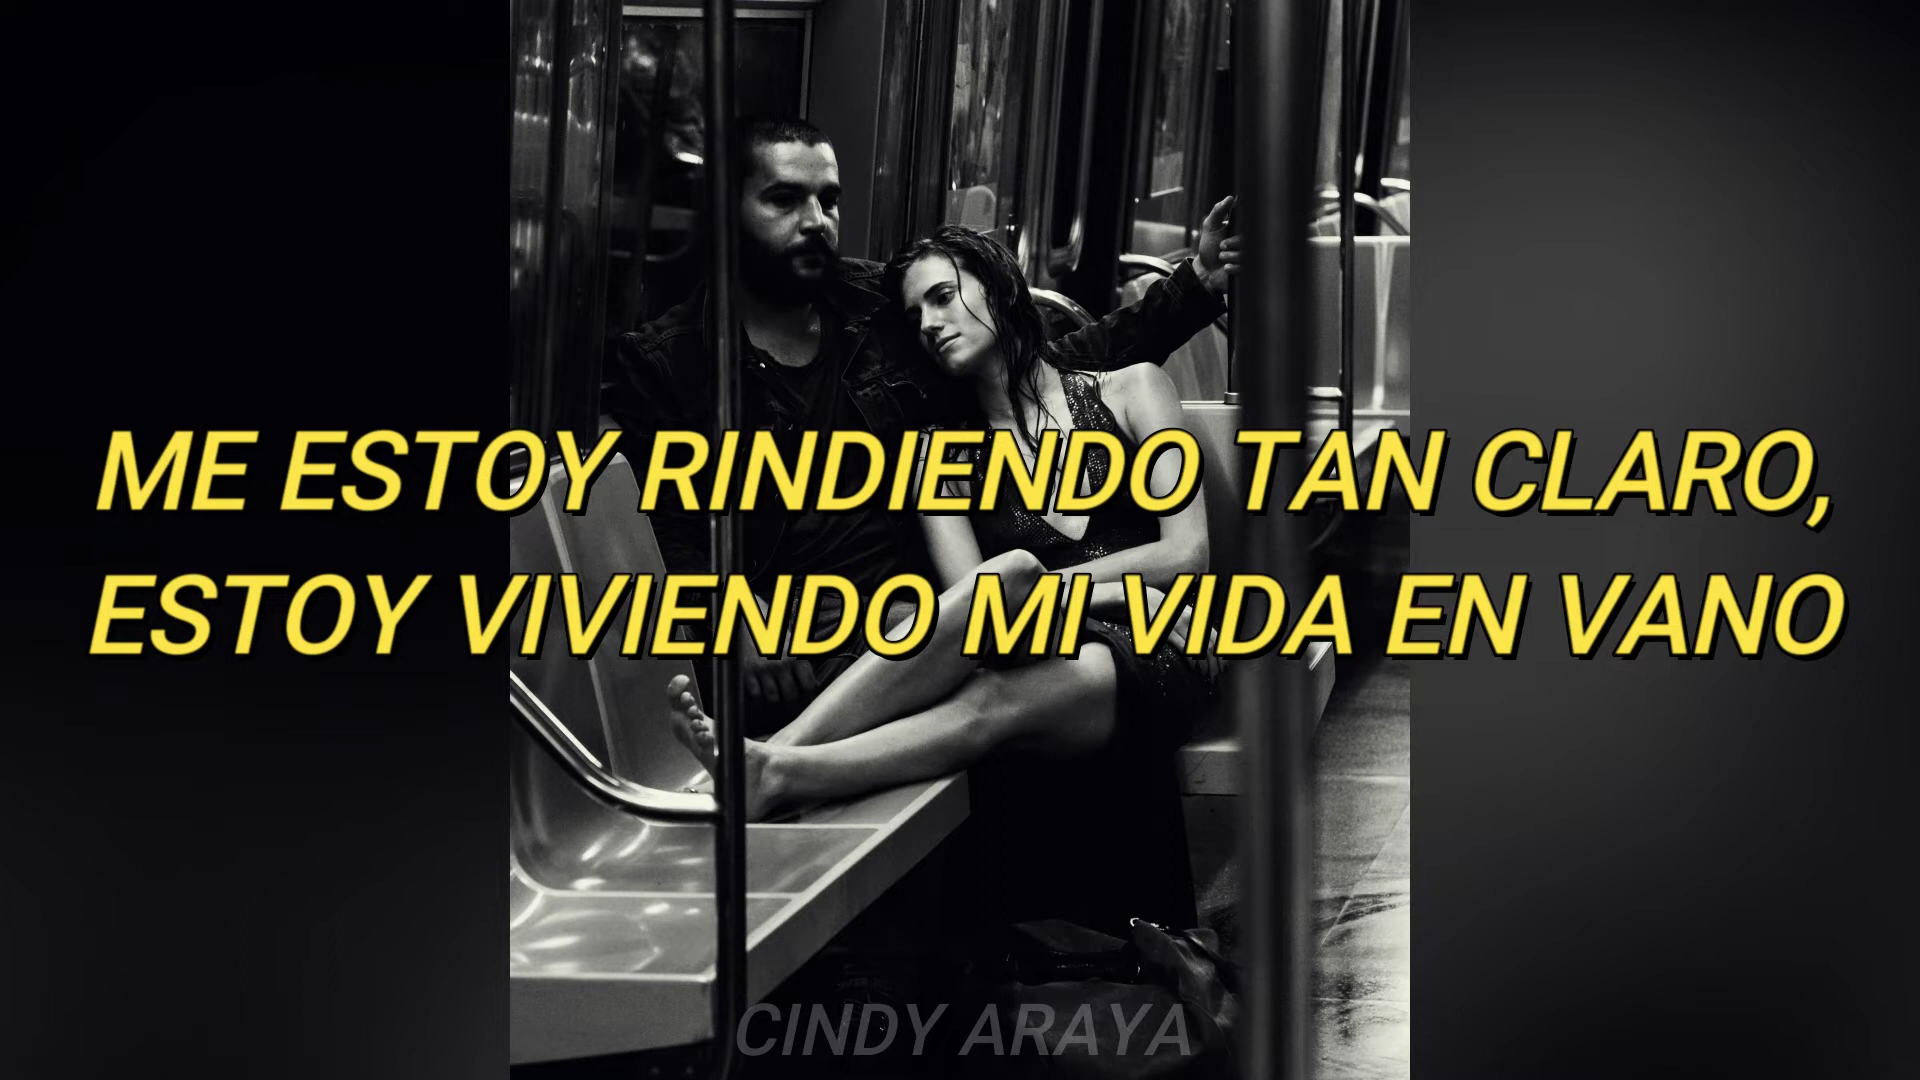 ME ESTOY RINDIENDO TAN CLARO,
ESTOY VIVIENDO MI VIDA EN VANO
CINDY ARAYA